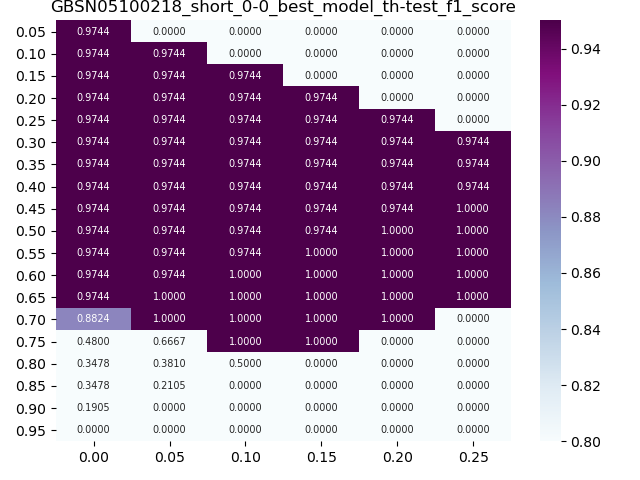 GBSN05100218_short_0-0_best_model_th-test_f1_score
0.05 0.9744 0.0000 0.0000 0.0000 0.0000 0.0000
0.10 0.9744 0.9744 0.0000 0.0000 0.0000 0.0000
0.15 0.9744 0.9744 0.9744 0.0000 0.0000 0.0000
0.20 0.9744 0.9744 0.9744 0.9744 0.0000 0.0000
0.25 0.9744 0.9744 0.9744 0.9744 0.9744 0.0000
0.30 0.9744 0.9744 0.9744 0.9744 0.9744 0.9744
0.35 0.9744 0.9744 0.9744 0.9744 0.9744 0.9744
0.40 0.9744 0.9744 0.9744 0.9744 0.9744 0.9744
0.45 0.9744 0.9744 0.9744 0.9744 0.9744 1.0000
0.50 0.9744 0.9744 0.9744 0.9744 1.0000 1.0000
0.55 0.9744 0.9744 0.9744 1.0000 1.0000 1.0000
0.60 0.9744 0.9744 1.0000 1.0000 1.0000 1.0000
0.65 0.9744 1.0000 1.0000 1.0000 1.0000 1.0000
0.70 0.8824 1.0000 1.0000 1.0000 1.0000 0.0000
0.75 0.4800 0.6667 1.0000 1.0000 0.0000 0.0000
0.80 0.3478 0.3810 0.5000 0.0000 0.0000 0.0000
0.85 0.3478 0.2105 0.0000 0.0000 0.0000 0.0000
0.90 0.1905 0.0000 0.0000 0.0000 0.0000 0.0000
0.95 0.0000 0.0000 0.0000 0.0000 0.0000 0.0000
0.00 0.05 0.10 0.15 0.20 0.25
0.94
0.92
0.90
0.88
0.86
0.84
0.82
0.80